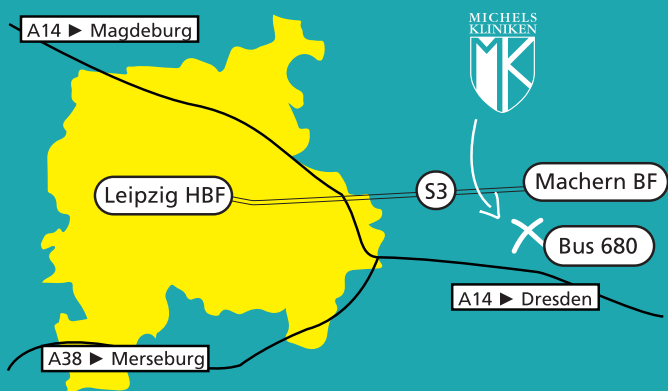 A14 ► Magdeburg
MICHELS
KLINIKEN
MK
Leipzig HBF
S3
Machern BF
Bus 680
A14 ► Dresden
A38 ► Merseburg